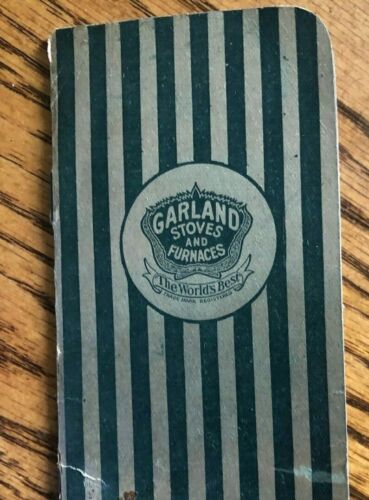 GARLAND
STOVES
AND
FURNACES
The World's Best
TRADE MARK REGISTERED